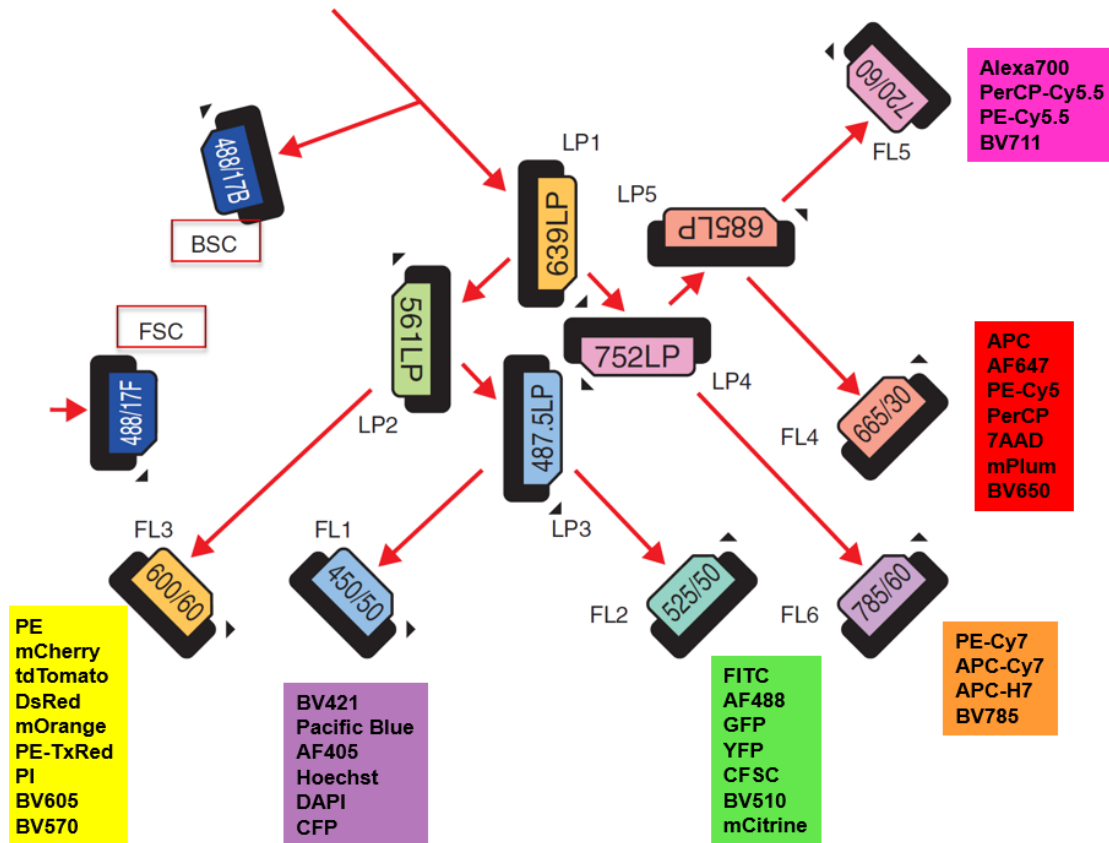 720/60
FL5
Alexa700
PerCP-Cy5.5
PE-Cy5.5
BV711
488/17B
BSC
LP1
639LP
LP5
685LP
561LP
LP2
FSC
488/17F
752LP
LP4
487.5LP
LP3
665/30
FL4
APC
AF647
PE-Cy5
PerCP
7AAD
mPlum
BV650
FL3
600/60
FL1
450/50
FL2
525/50
FL6
785/60
PE
mCherry
tdTomato
DsRed
mOrange
PE-TxRed
PI
BV605
BV570
BV421
Pacific Blue
AF405
Hoechst
DAPI
CFP
FITC
AF488
GFP
YFP
CFSC
BV510
mCitrine
PE-Cy7
APC-Cy7
APC-H7
BV785